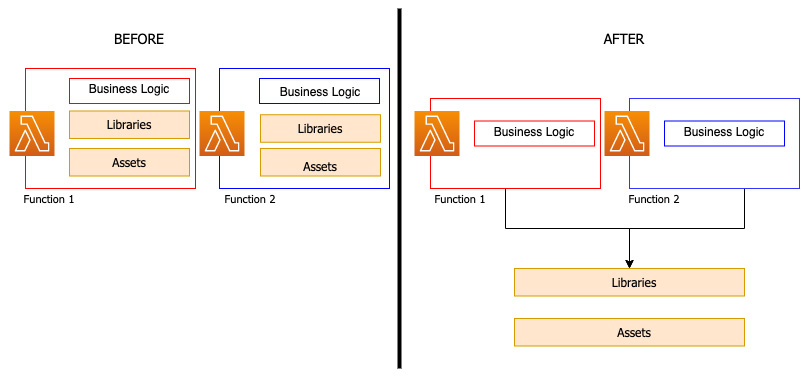 BEFORE
Business Logic
Libraries
Assets
Function 1
Business Logic
Libraries
Assets
Function 2
AFTER
Business Logic
Function 1
Business Logic
Function 2
Libraries
Assets